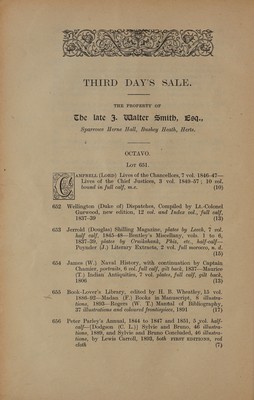 THIRD DAY'S SALE.
THE PROPERTY OF
The late J. Walter Smith, Esq.,
Sparrows Herne Hall, Bushey Heath, Herts.
OCTAVO.
LOT 651.
CAMPBELL (LORD) Lives of the Chancellors, 7 vol. 1846-47—
Lives of the Chief Justices, 3 vol. 1849-57; 10 vol.
bound in full calf, m.e. (10)
652 Wellington (Duke of) Dispatches, Compiled by Lt.-Colonel
Gurwood, new edition, 12 vol. and Index vol., full calf,
1837-39 (13)
653 Jerrold (Douglas) Shilling Magazine, plates by Leech, 7 vol.
half calf, 1845-48—Bentley's Miscellany, vols. 1 to 6,
1837-39, plates by Cruikshank, Phiz, etc., half-calf—
Poynder (J.) Literary Extracts, 2 vol. full morocco, n. d.
(15)
654 James (W.) Naval History, with continuation by Captain
Chamier, portraits, 6 vol. full calf, gilt back, 1837—Maurice
(T.) Indian Antiquities, 7 vol. plates, full calf, gilt back,
1806 (13)
655 Book-Lover's Library, edited by H. B. Wheatley, 15 vol.
1886-92—Madan (F.) Books in Manuscript, 8 illustra-
tions, 1893—Rogers (W. T.) Manual of Bibliography,
37 illustrations and coloured frontispiece, 1891 (17)
656 Peter Parley's Annual, 1844 to 1847 and 1851, 5 vol. half-
calf—[Dodgson (C. L.)] Sylvie and Bruno, 46 illustra-
tions, 1889, and Sylvie and Bruno Concluded, 46 illustra-
tions, by Lewis Carroll, 1893, both FIRST EDITIONS, red
cloth (7)